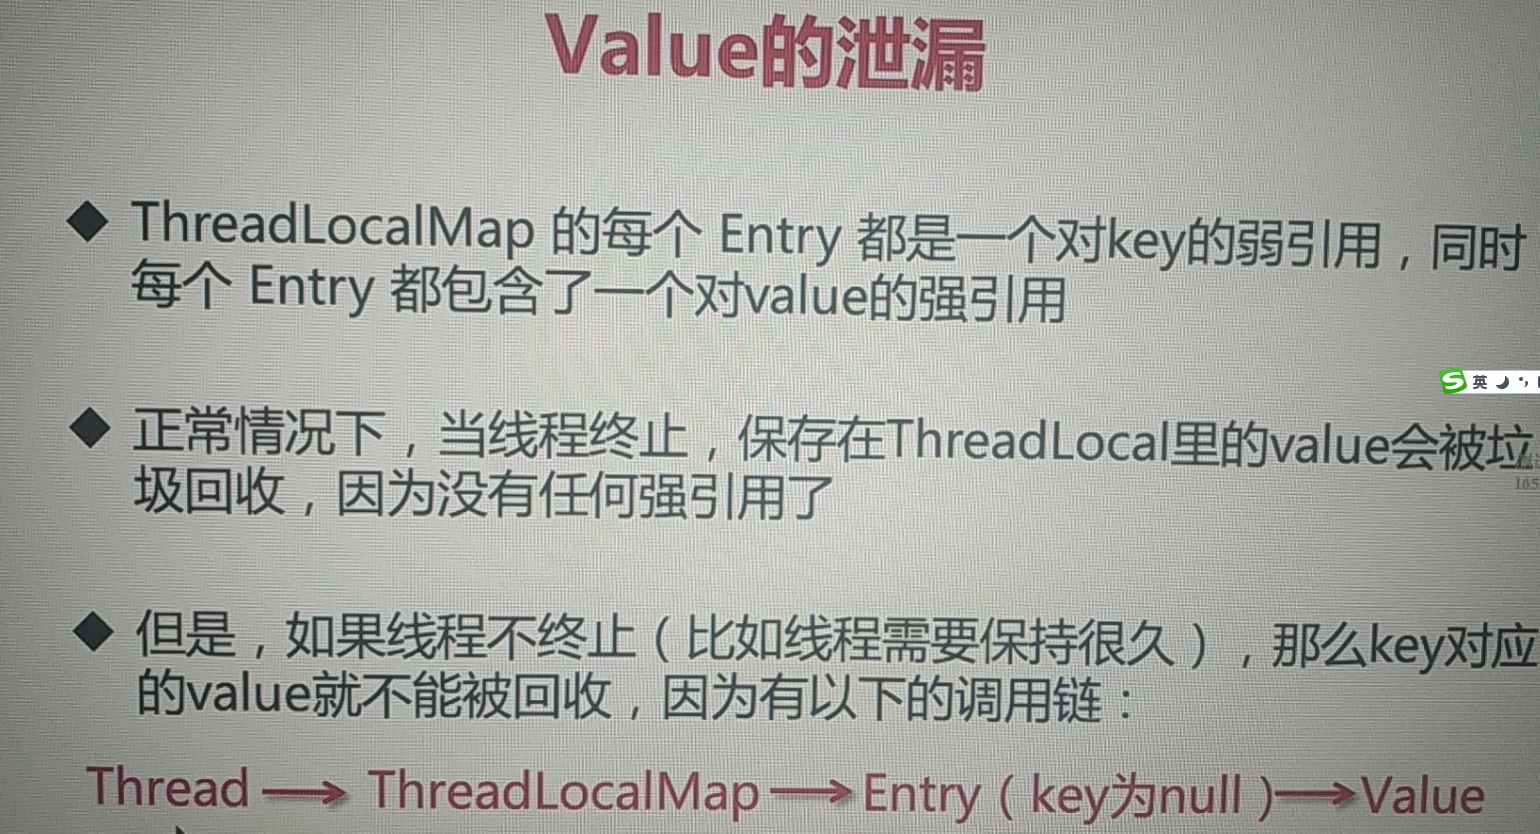 Value的泄漏
ThreadLocalMap 的每个 Entry 都是一个对key的弱引用，同时
每个 Entry 都包含了一个对value的强引用
英
正常情况下，当线程终止，保存在ThreadLocal里的value会被垃
圾回收，因为没有任何强引用了
165
但是，如果线程不终止（比如线程需要保持很久），那么key对应
的value就不能被回收，因为有以下的调用链：
Thread → ThreadLocalMap → Entry（key为null）→ Value